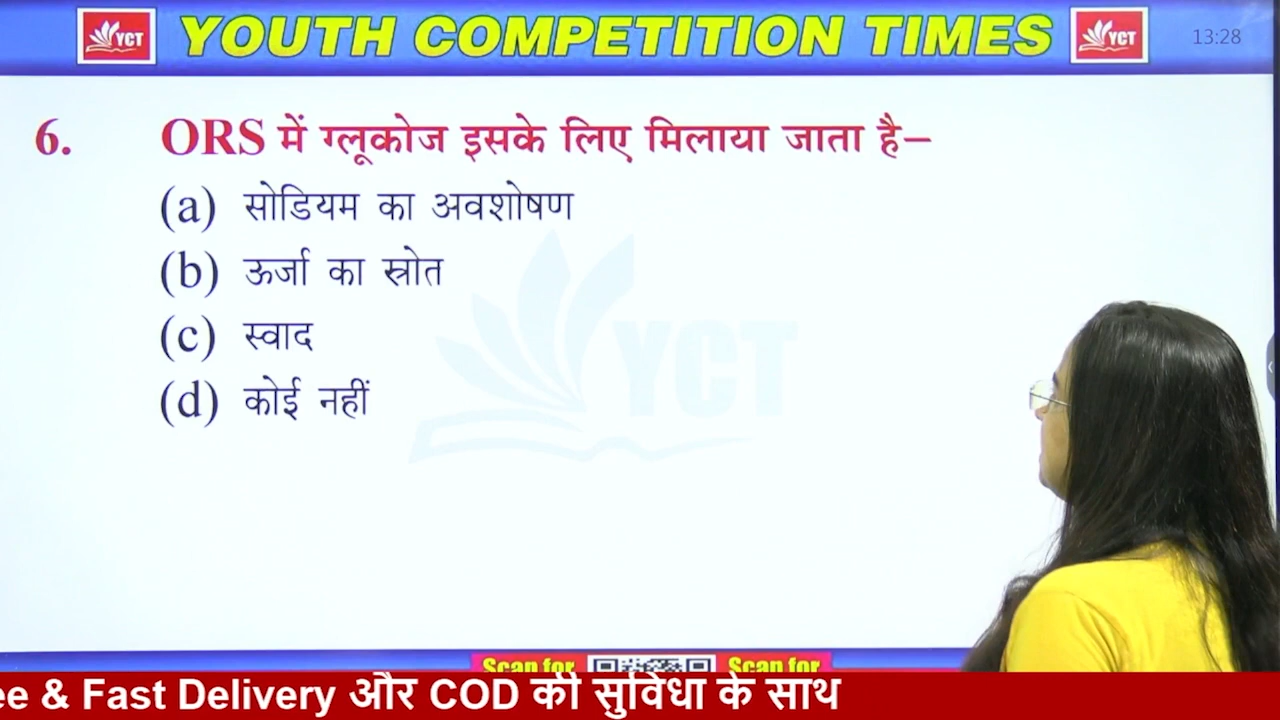 YCT
YOUTH COMPETITION TIMES
YCT
13:28
6. ORS में ग्लूकोज इसके लिए मिलाया जाता है–
(a) सोडियम का अवशोषण
(b) ऊर्जा का स्रोत
(c) स्वाद
(d) कोई नहीं
YCT
Scan for
Scan for
ee & Fast Delivery और COD की सुविधा के साथ